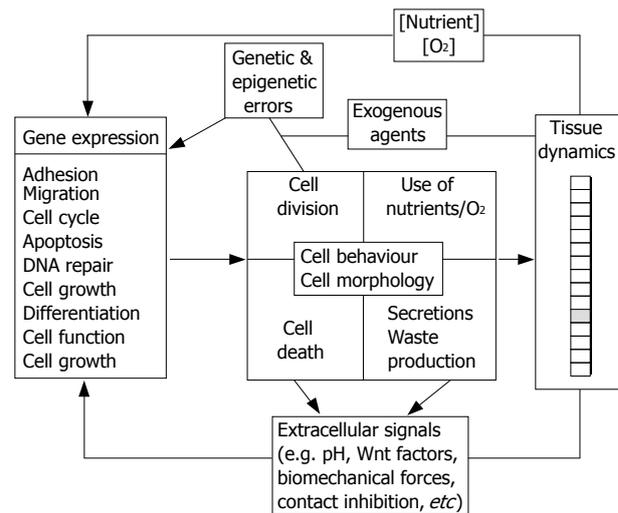 [Nutrient]
[O₂]
Genetic &
epigenetic
errors
Exogenous
agents
Gene expression
Adhesion
Migration
Cell cycle
Apoptosis
DNA repair
Cell growth
Differentiation
Cell function
Cell growth
Cell
division
Use of
nutrients/O₂
Cell behaviour
Cell morphology
Cell
death
Secretions
Waste
production
Tissue
dynamics
Extracellular signals
(e.g. pH, Wnt factors,
biomechanical forces,
contact inhibition, etc)